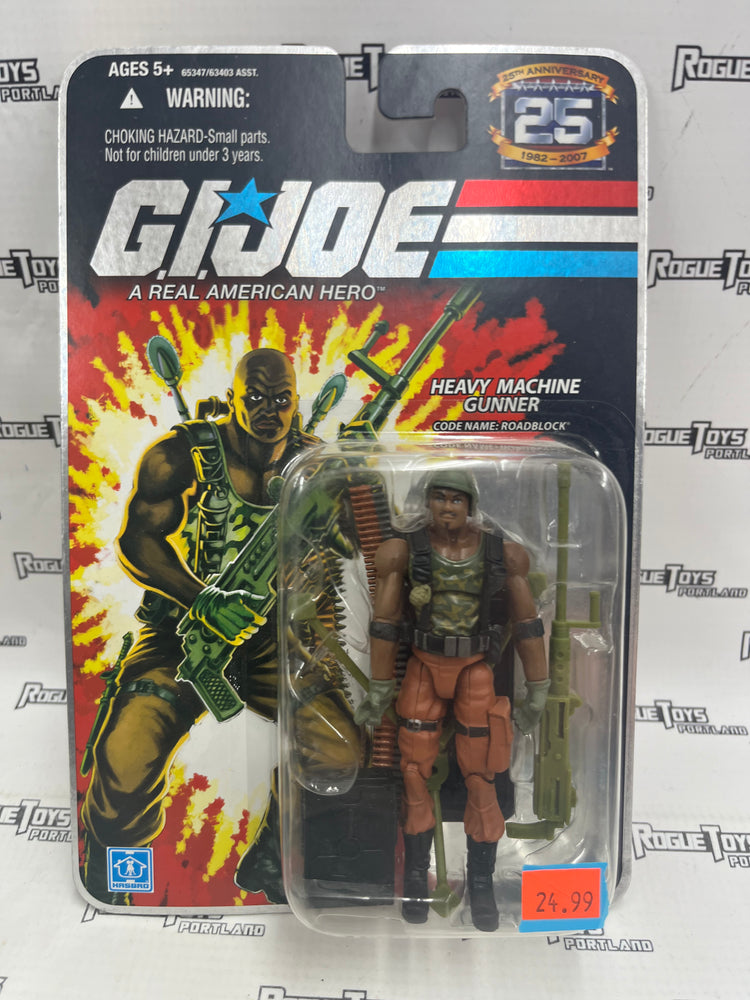 AGES 5+ 65347/63403 ASST.
WARNING:
CHOKING HAZARD-Small parts.
Not for children under 3 years.
25TH ANNIVERSARY
25
1982-2007
G.I.JOE
A REAL AMERICAN HERO™
HEAVY MACHINE
GUNNER
CODE NAME: ROADBLOCK
HASBRO
24.99
ROGUE TOYS
PORTLAND